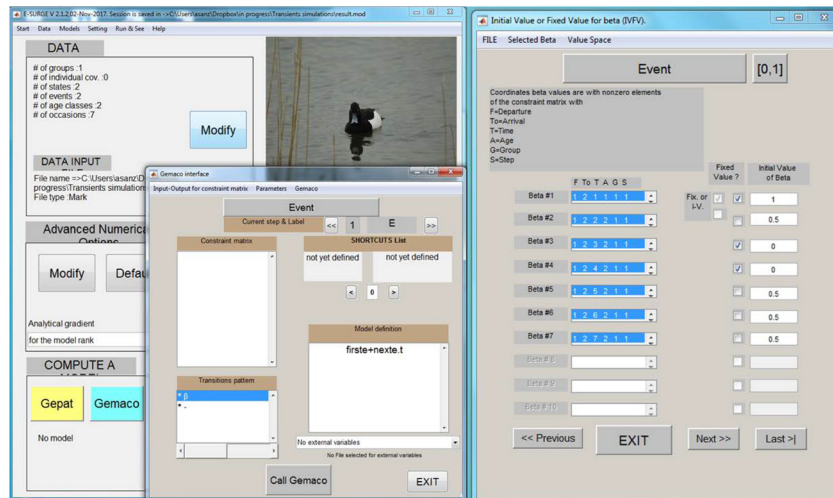 E-SURGE V 2.1.2,02-Nov-2017. Session is saved in ->C:\Users\asanz\Dropbox\in progress\Transients simulations\result.mod
Start Data Models Setting Run & See Help
DATA
# of groups :1
# of individual cov. :0
# of states :2
# of events :2
# of age classes :2
# of occasions :7
Modify
DATA INPUT
File name =>C:\Users\asanz\D
progress\Transients simulation
File type :Mark
Advanced Numerica
Options
Modify
Defau
Analytical gradient
for the model rank
COMPUTE A
Gepat
Gemaco
No model
Gemaco interface
Input-Output for constraint matrix Parameters Gemaco
Event
Current step & Label
<< 1 E >>
Constraint matrix
SHORTCUTS List
not yet defined not yet defined
< 0 >
Model definition
firste+nexte.t
Transitions pattern
* β
* -
No external variables
No File selected for external variables
Call Gemaco
EXIT
Initial Value or Fixed Value for beta (IVFV).
FILE Selected Beta Value Space
Event [0,1]
Coordinates beta values are with nonzero elements
of the constraint matrix with
F=Departure
To=Arrival
T=Time
A=Age
G=Group
S=Step
Fixed Value ?
Initial Value of Beta
F To T A G S
Fix. or I-V.
Beta #1 1 2 1 1 1 1 1
Beta #2 1 2 2 2 1 1 0.5
Beta #3 1 2 3 2 1 1 0
Beta #4 1 2 4 2 1 1 0
Beta #5 1 2 5 2 1 1 0.5
Beta #6 1 2 6 2 1 1 0.5
Beta #7 1 2 7 2 1 1 0.5
Beta # 8
Beta # 9
Beta # 10
<< Previous EXIT Next >> Last >|